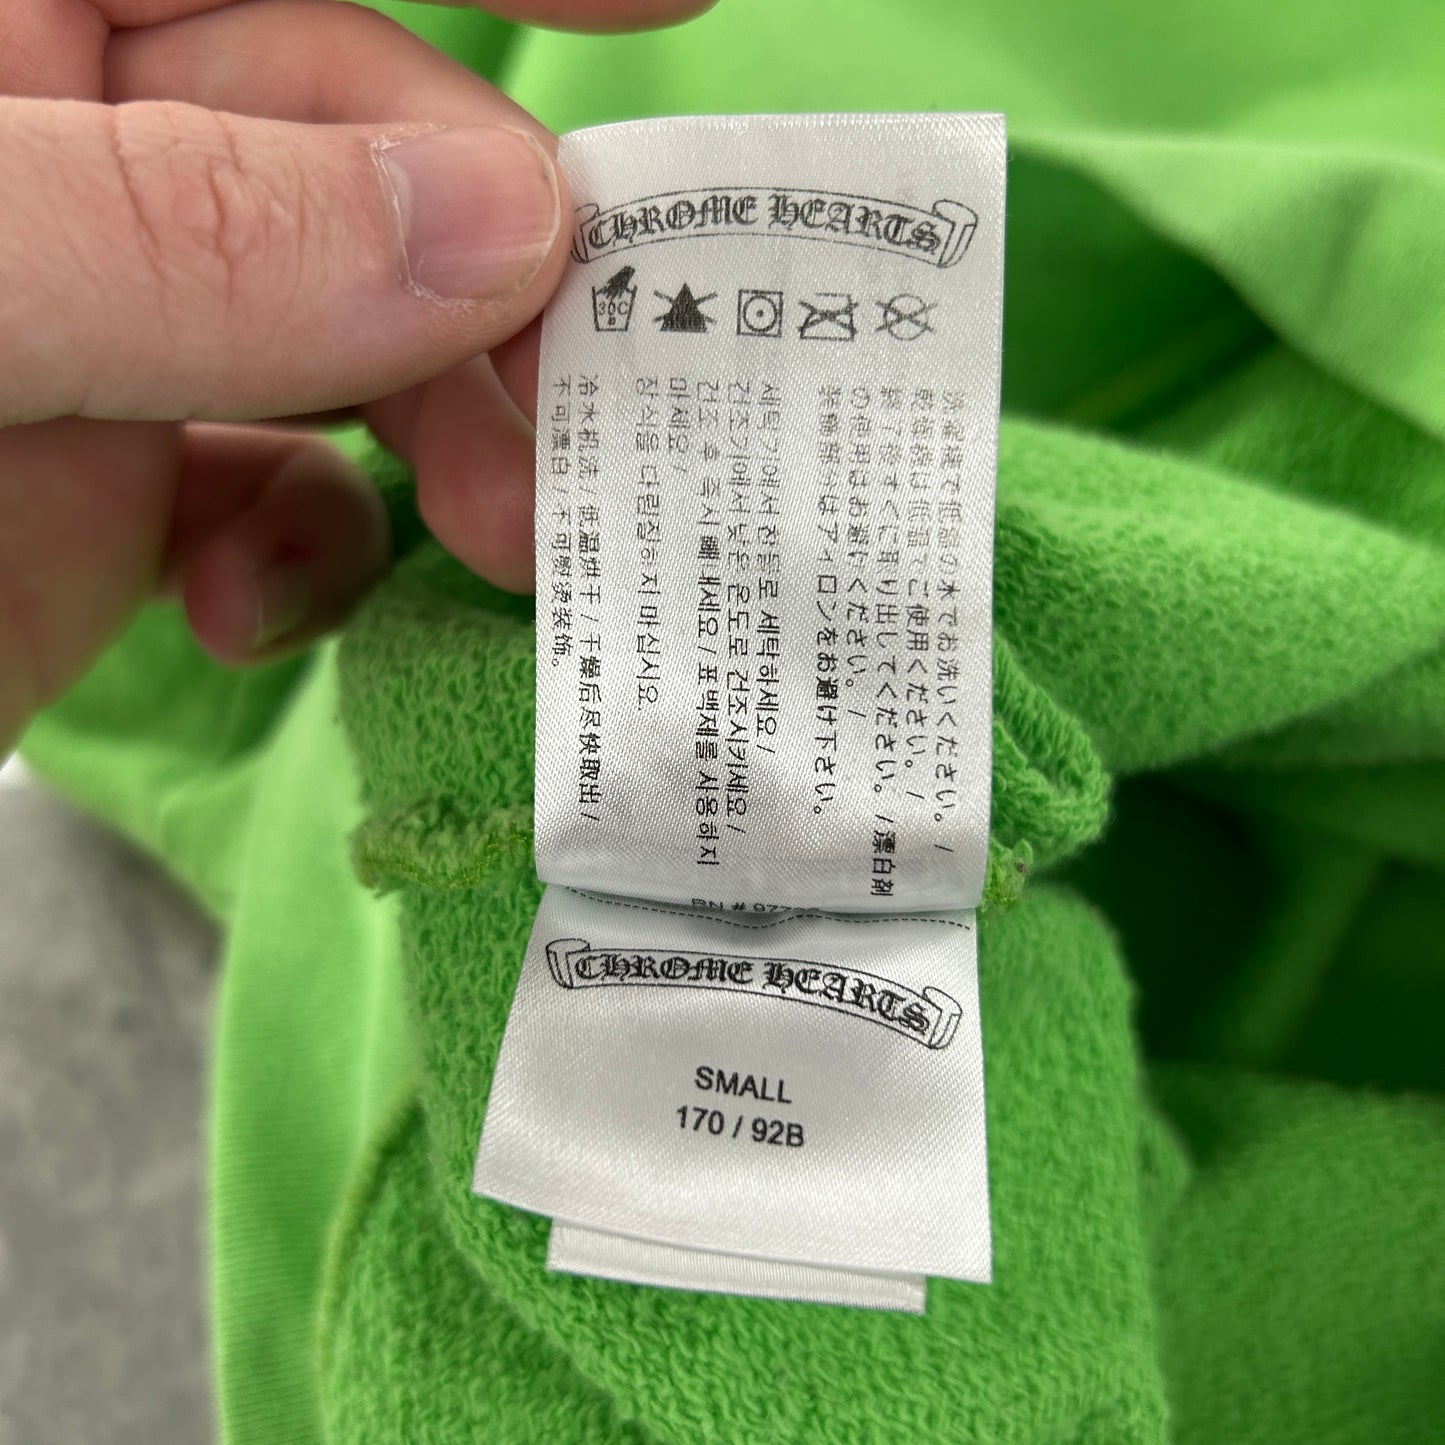 CHROME HEARTS
30C
洗濯機で低温の水でお洗いください。/
乾燥機は低温でご使用ください。/
終了後すぐに取り出してください。/漂白剤
の使用はお避けください。/
装飾部分はアイロンをお避け下さい。
세탁기에서 찬물로 세탁하세요 /
건조기에서 낮은 온도로 건조시키세요 /
건조 후 즉시 빼내세요 / 표백제를 사용하지
마세요 /
장식을 다림질하지 마십시오.
冷水机洗 / 低温烘干 / 干燥后尽快取出 /
不可漂白 / 不可熨烫装饰。
CHROME HEARTS
SMALL
170 / 92B